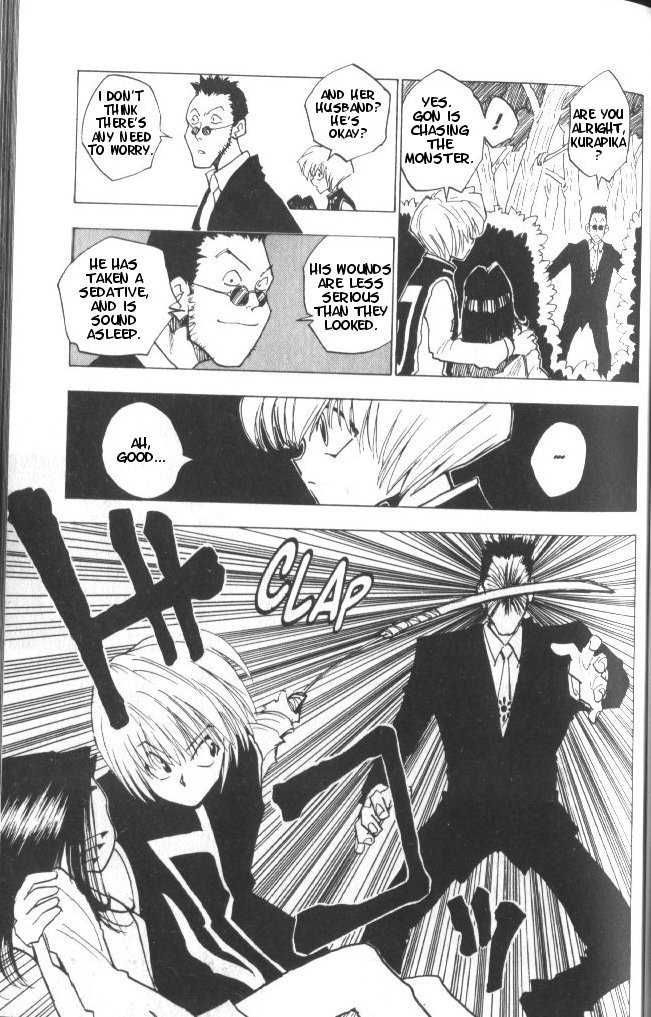 ARE YOU
ALRIGHT,
KURAPIKA
?
!
YES.
GON IS
CHASING
THE
MONSTER.
AND HER
HUSBAND?
HE'S
OKAY?
I DON'T
THINK
THERE'S
ANY NEED
TO WORRY.
HIS WOUNDS
ARE LESS
SERIOUS
THAN THEY
LOOKED.
HE HAS
TAKEN A
SEDATIVE,
AND IS
SOUND
ASLEEP.
...
AH,
GOOD...
CLAP
コ
ッ